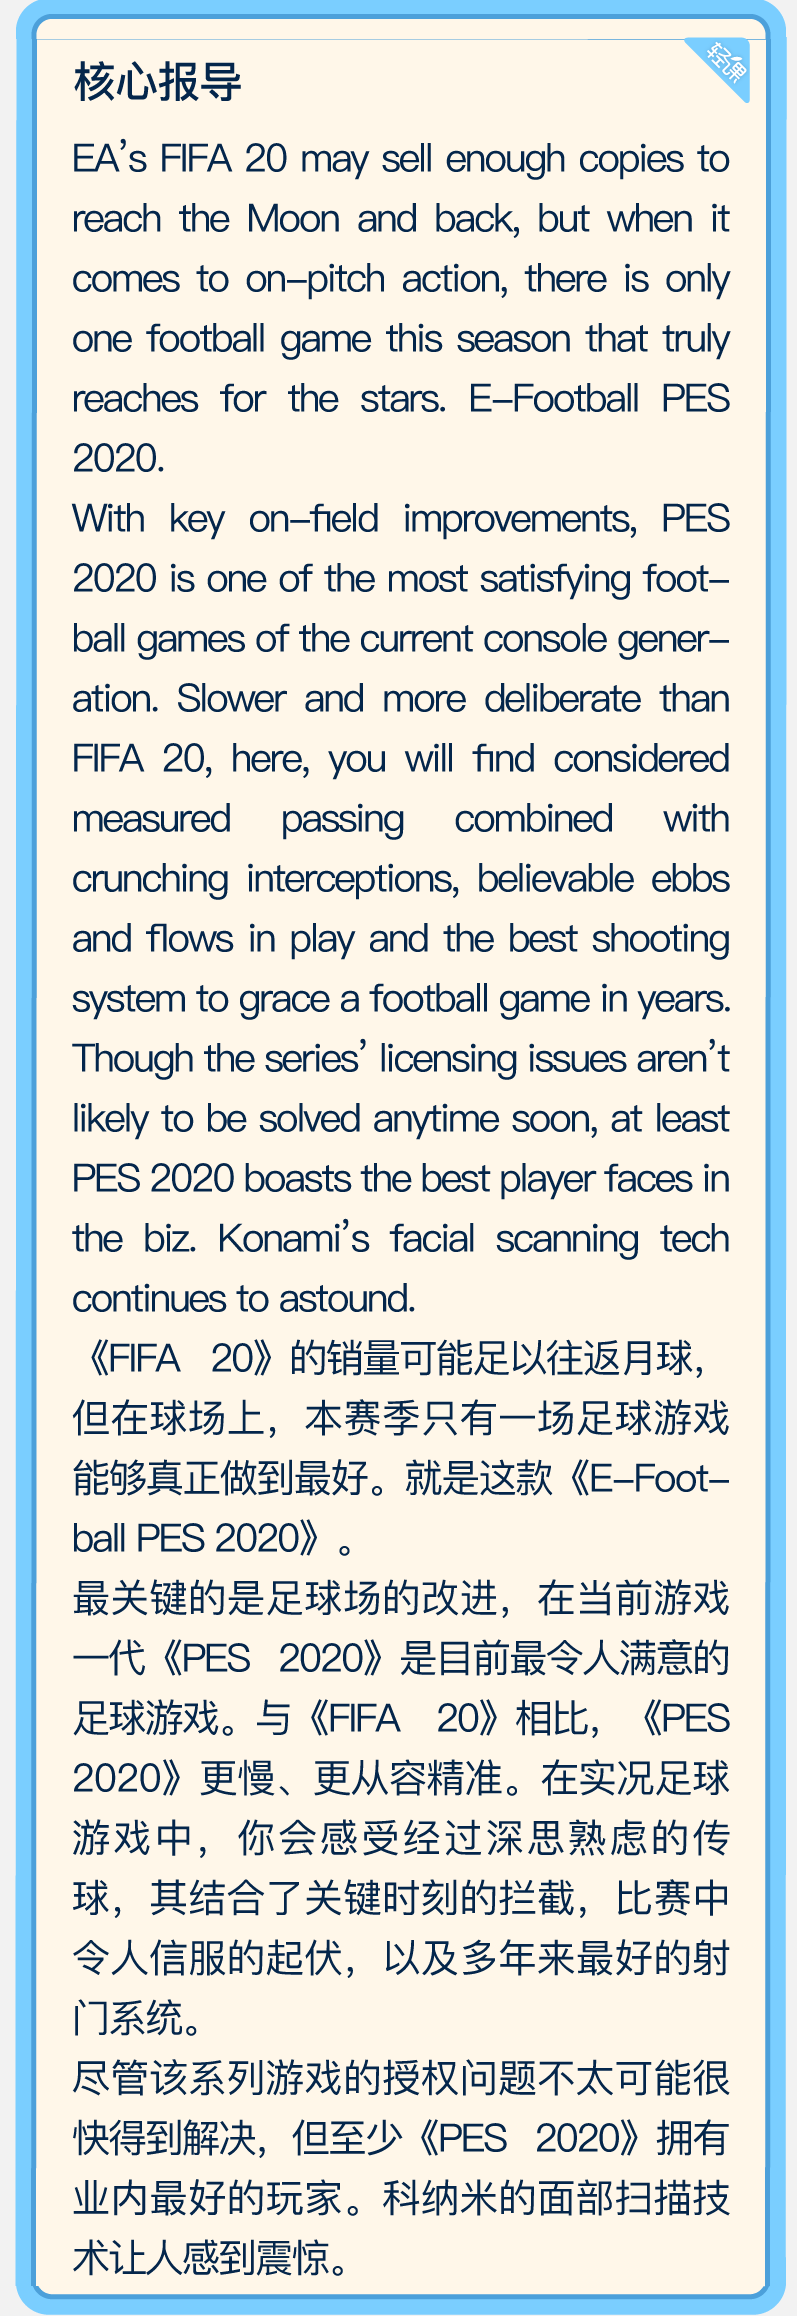 轻课
核心报导
EA’s FIFA 20 may sell enough copies to
reach the Moon and back, but when it
comes to on-pitch action, there is only
one football game this season that truly
reaches for the stars. E-Football PES
2020.
With key on-field improvements, PES
2020 is one of the most satisfying foot-
ball games of the current console gener-
ation. Slower and more deliberate than
FIFA 20, here, you will find considered
measured passing combined with
crunching interceptions, believable ebbs
and flows in play and the best shooting
system to grace a football game in years.
Though the series’ licensing issues aren’t
likely to be solved anytime soon, at least
PES 2020 boasts the best player faces in
the biz. Konami’s facial scanning tech
continues to astound.
《FIFA 20》的销量可能足以往返月球，
但在球场上，本赛季只有一场足球游戏
能够真正做到最好。就是这款《E-Foot-
ball PES 2020》。
最关键的是足球场的改进，在当前游戏
一代《PES 2020》是目前最令人满意的
足球游戏。与《FIFA 20》相比，《PES
2020》更慢、更从容精准。在实况足球
游戏中，你会感受经过深思熟虑的传
球，其结合了关键时刻的拦截，比赛中
令人信服的起伏，以及多年来最好的射
门系统。
尽管该系列游戏的授权问题不太可能很
快得到解决，但至少《PES 2020》拥有
业内最好的玩家。科纳米的面部扫描技
术让人感到震惊。